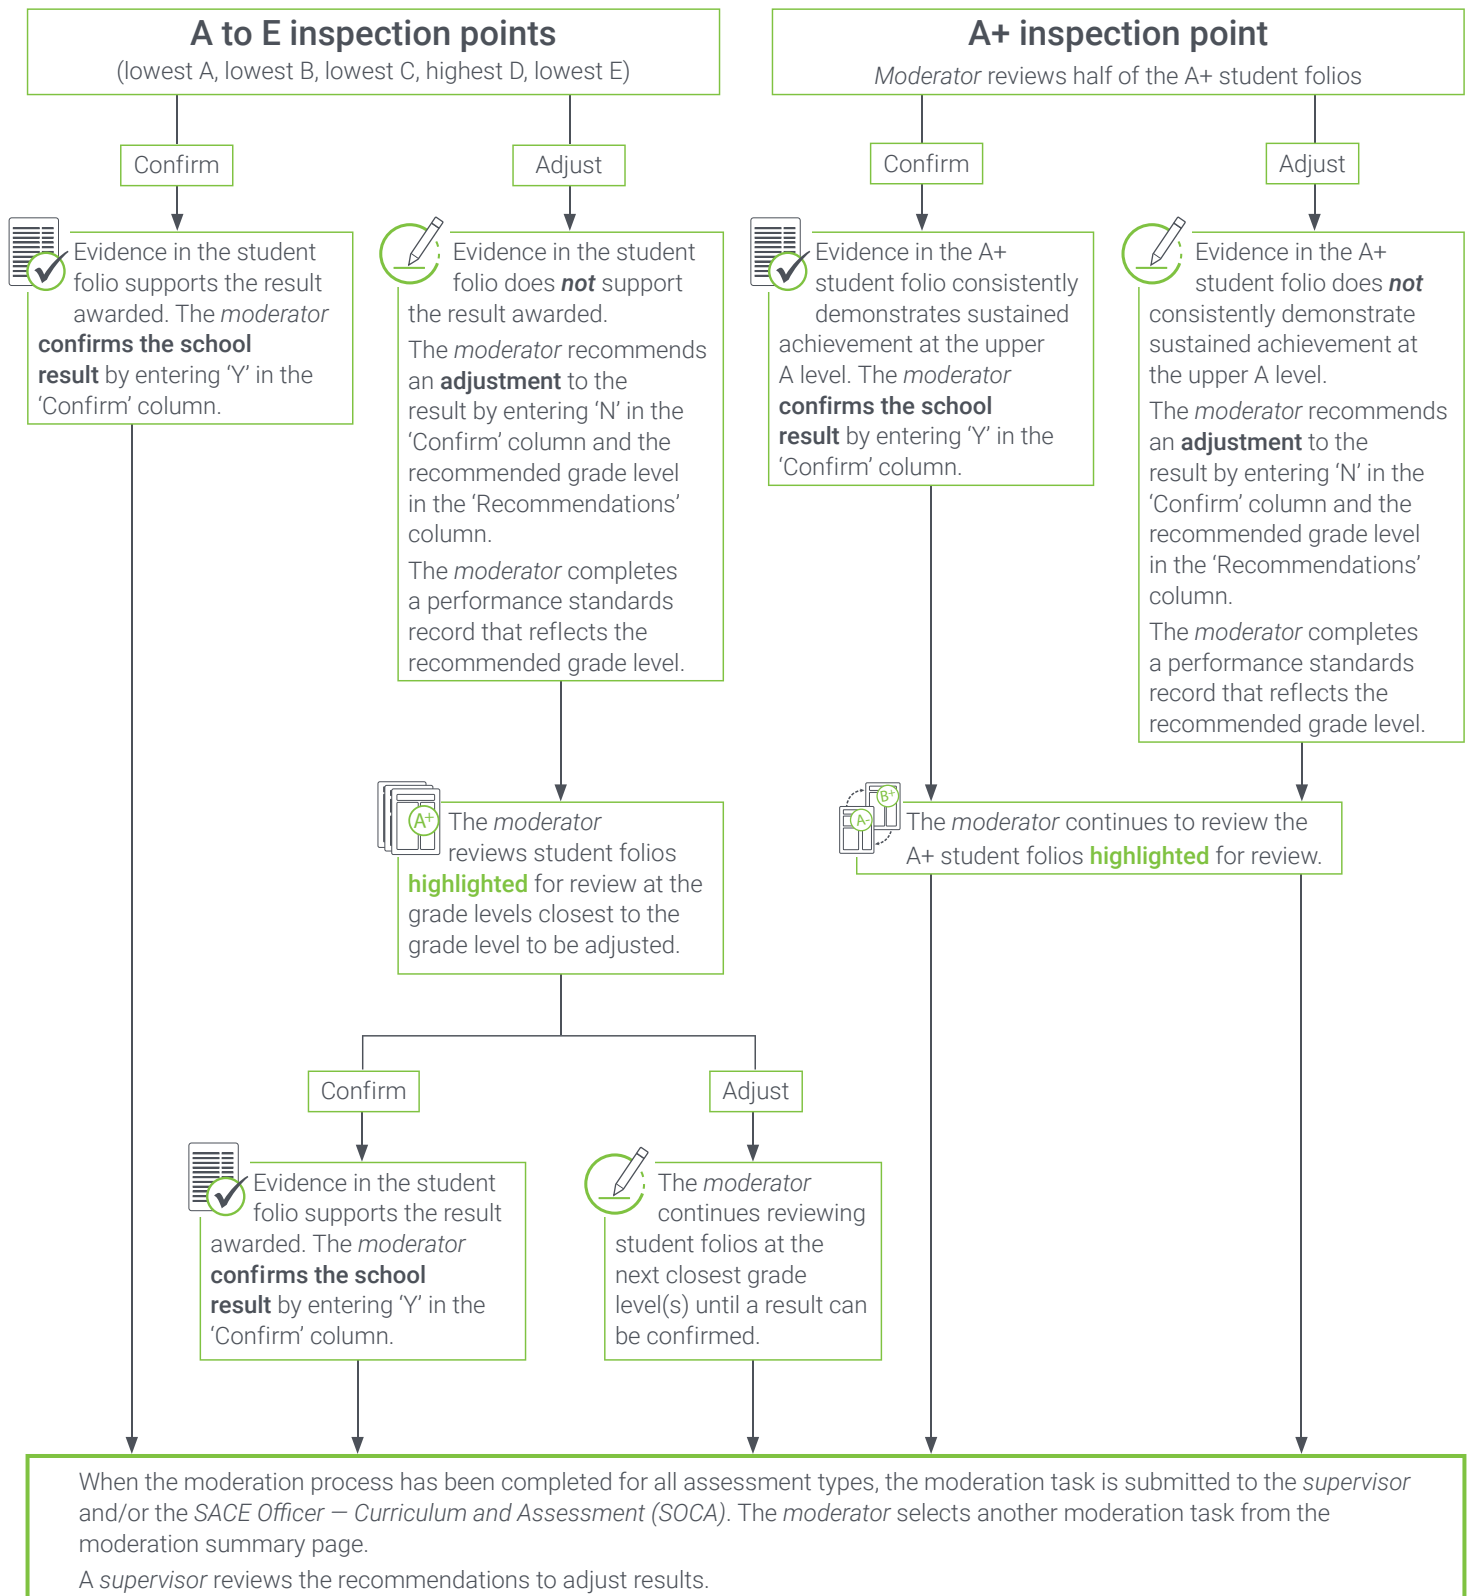 A to E inspection points
(lowest A, lowest B, lowest C, highest D, lowest E)
Confirm
Adjust
Evidence in the student
folio supports the result
awarded. The moderator
confirms the school
result by entering ‘Y’ in the
‘Confirm’ column.
Evidence in the student
folio does not support
the result awarded.
The moderator recommends
an adjustment to the
result by entering ‘N’ in the
‘Confirm’ column and the
recommended grade level
in the ‘Recommendations’
column.
The moderator completes
a performance standards
record that reflects the
recommended grade level.
A+
The moderator
reviews student folios
highlighted for review at the
grade levels closest to the
grade level to be adjusted.
Confirm
Adjust
Evidence in the student
folio supports the result
awarded. The moderator
confirms the school
result by entering ‘Y’ in the
‘Confirm’ column.
The moderator
continues reviewing
student folios at the
next closest grade
level(s) until a result can
be confirmed.
A+ inspection point
Moderator reviews half of the A+ student folios
Confirm
Adjust
Evidence in the A+
student folio consistently
demonstrates sustained
achievement at the upper
A level. The moderator
confirms the school
result by entering ‘Y’ in the
‘Confirm’ column.
Evidence in the A+
student folio does not
consistently demonstrate
sustained achievement at
the upper A level.
The moderator recommends
an adjustment to the
result by entering ‘N’ in the
‘Confirm’ column and the
recommended grade level
in the ‘Recommendations’
column.
The moderator completes
a performance standards
record that reflects the
recommended grade level.
B+
A-
The moderator continues to review the
A+ student folios highlighted for review.
When the moderation process has been completed for all assessment types, the moderation task is submitted to the supervisor
and/or the SACE Officer — Curriculum and Assessment (SOCA). The moderator selects another moderation task from the
moderation summary page.
A supervisor reviews the recommendations to adjust results.